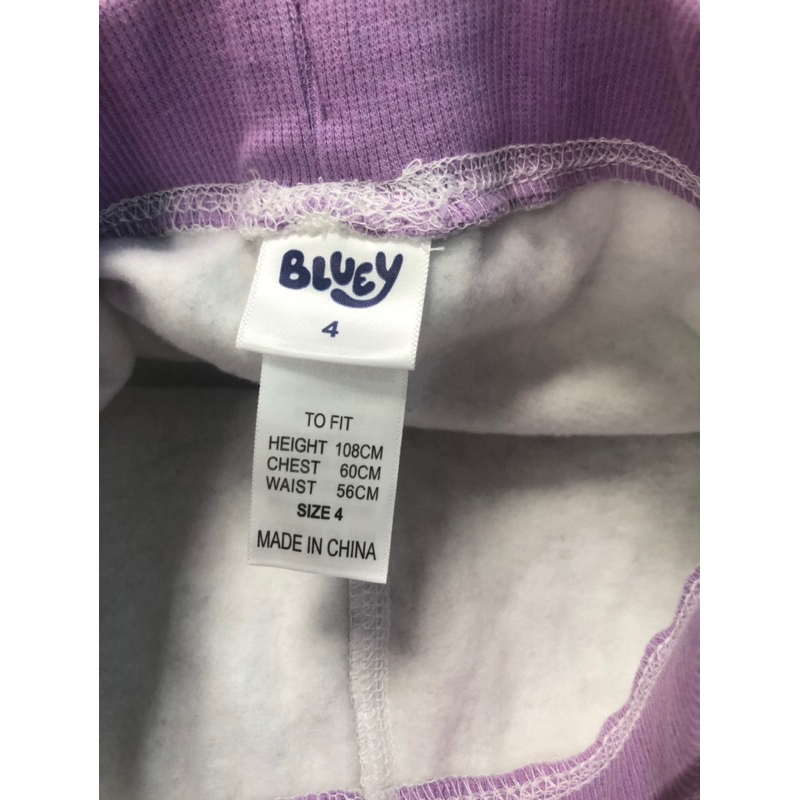 BLUEY
4
TO FIT
HEIGHT 108CM
CHEST 60CM
WAIST 56CM
SIZE 4
MADE IN CHINA